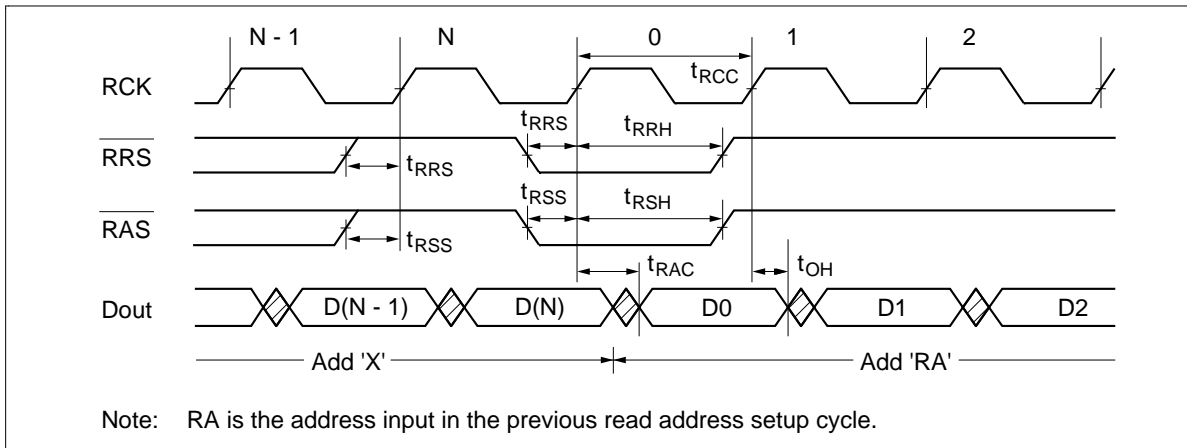 N - 1 N 0 1 2
RCK
tRCC
tRRS tRRH
RRS
tRRS
tRSS tRSH
RAS
tRSS
tRAC tOH
Dout D(N - 1) D(N) D0 D1 D2
Add 'X' Add 'RA'
Note: RA is the address input in the previous read address setup cycle.